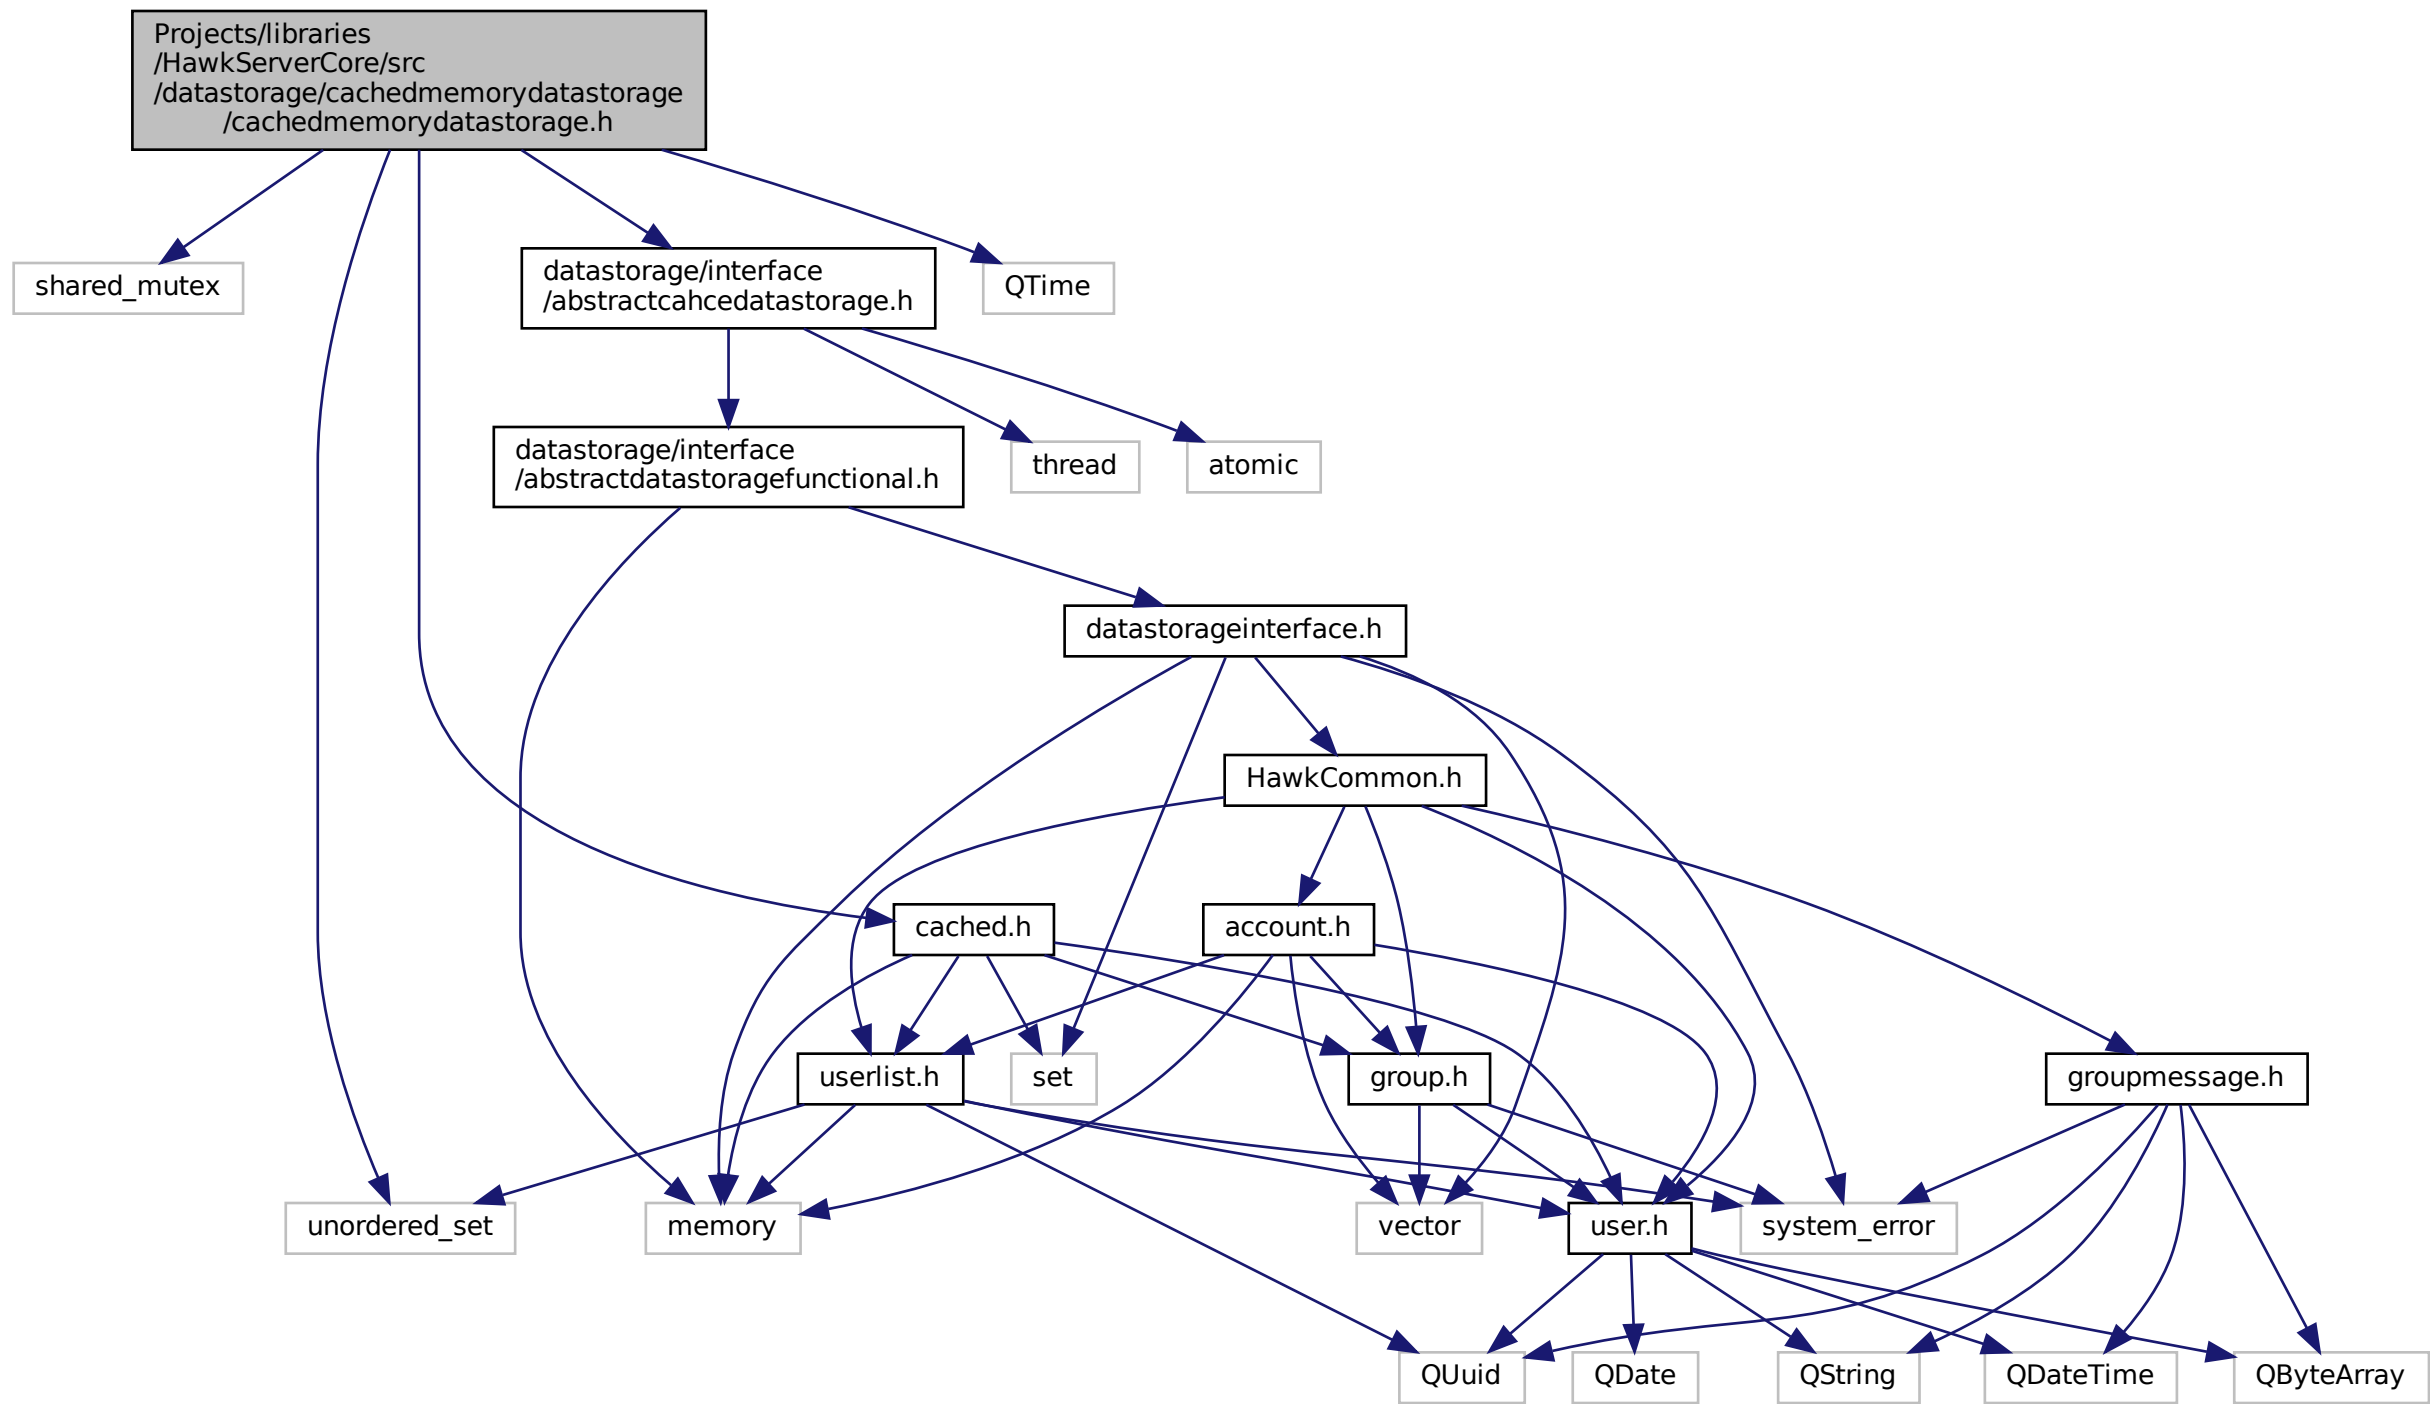 Projects/libraries
/HawkServerCore/src
/datastorage/cachedmemorydatastorage
/cachedmemorydatastorage.h
shared_mutex
datastorage/interface
/abstractcahcedatastorage.h
QTime
datastorage/interface
/abstractdatastoragefunctional.h
thread
atomic
datastorageinterface.h
HawkCommon.h
cached.h
account.h
userlist.h
set
group.h
groupmessage.h
unordered_set
memory
vector
user.h
system_error
QUuid
QDate
QString
QDateTime
QByteArray